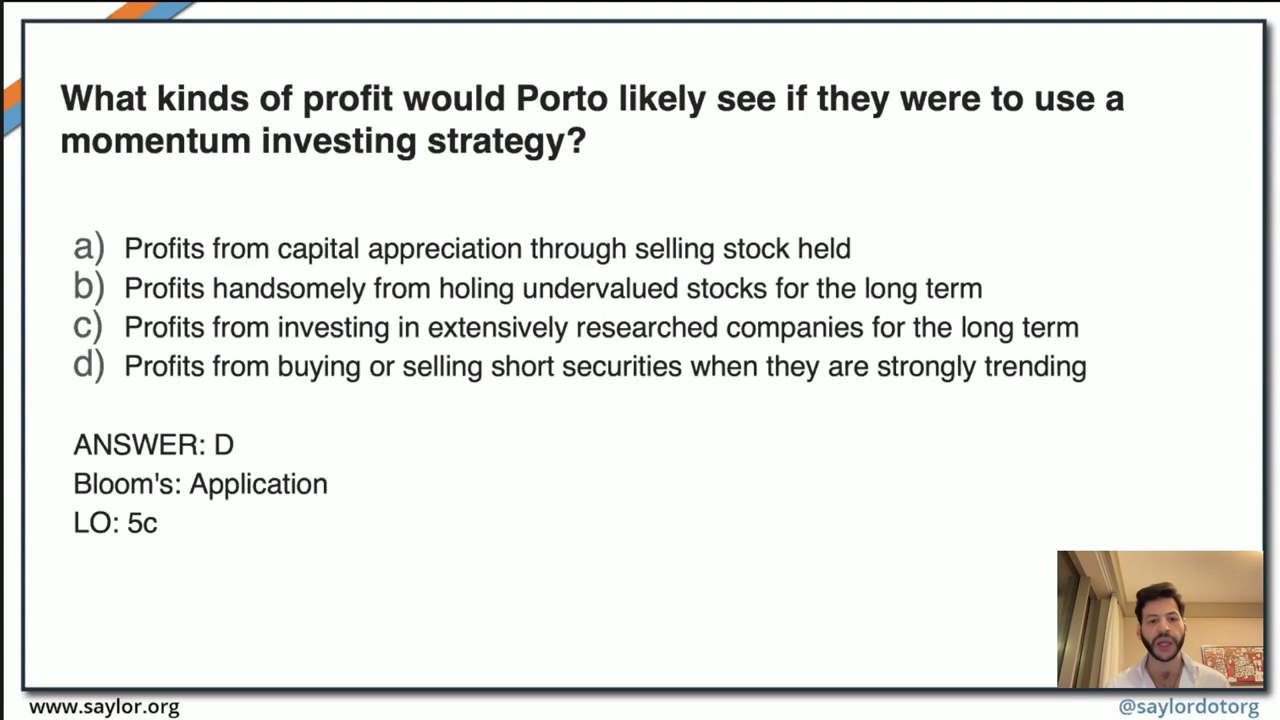 What kinds of profit would Porto likely see if they were to use a
momentum investing strategy?
a) Profits from capital appreciation through selling stock held
b) Profits handsomely from holing undervalued stocks for the long term
c) Profits from investing in extensively researched companies for the long term
d) Profits from buying or selling short securities when they are strongly trending
ANSWER: D
Bloom's: Application
LO: 5c
www.saylor.org
@saylordotorg